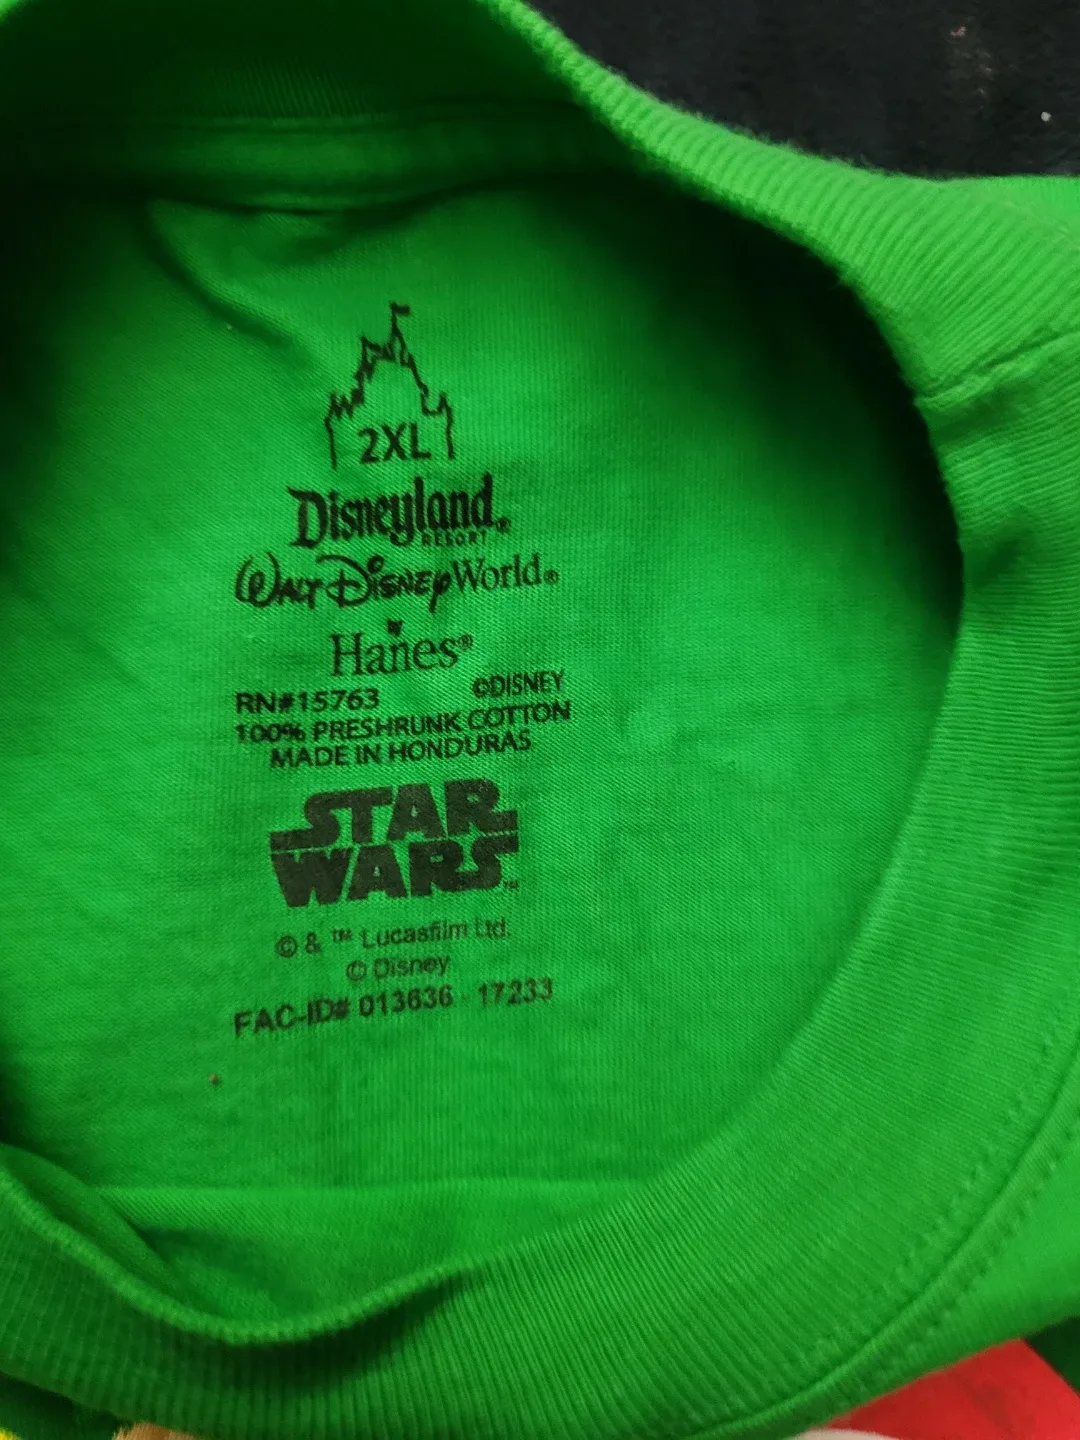 2XL
Disneyland®
RESORT
Walt Disney World®
by
Hanes®
RN#15763 ©DISNEY
100% PRESHRUNK COTTON
MADE IN HONDURAS
STAR
WARS™
© & ™ Lucasfilm Ltd.
© Disney
FAC-ID# 013636 - 17233